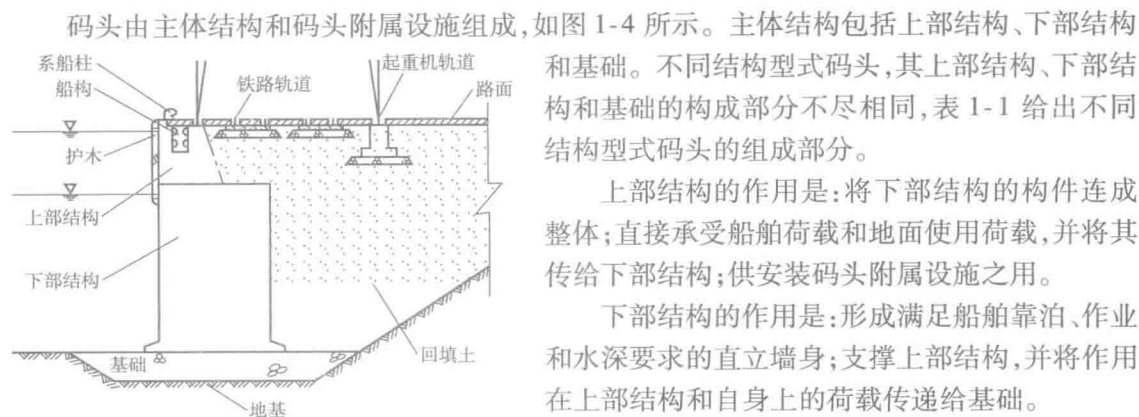 码头由主体结构和码头附属设施组成,如图1-4所示。主体结构包括上部结构、下部结构
和基础。不同结构型式码头,其上部结构、下部结
构和基础的构成部分不尽相同,表1-1给出不同
结构型式码头的组成部分。
上部结构的作用是:将下部结构的构件连成
整体;直接承受船舶荷载和地面使用荷载,并将其
传给下部结构;供安装码头附属设施之用。
下部结构的作用是:形成满足船舶靠泊、作业
和水深要求的直立墙身;支撑上部结构,并将作用
在上部结构和自身上的荷载传递给基础。
系船柱
船构
护木
上部结构
下部结构
基础
地基
回填土
铁路轨道
起重机轨道
路面